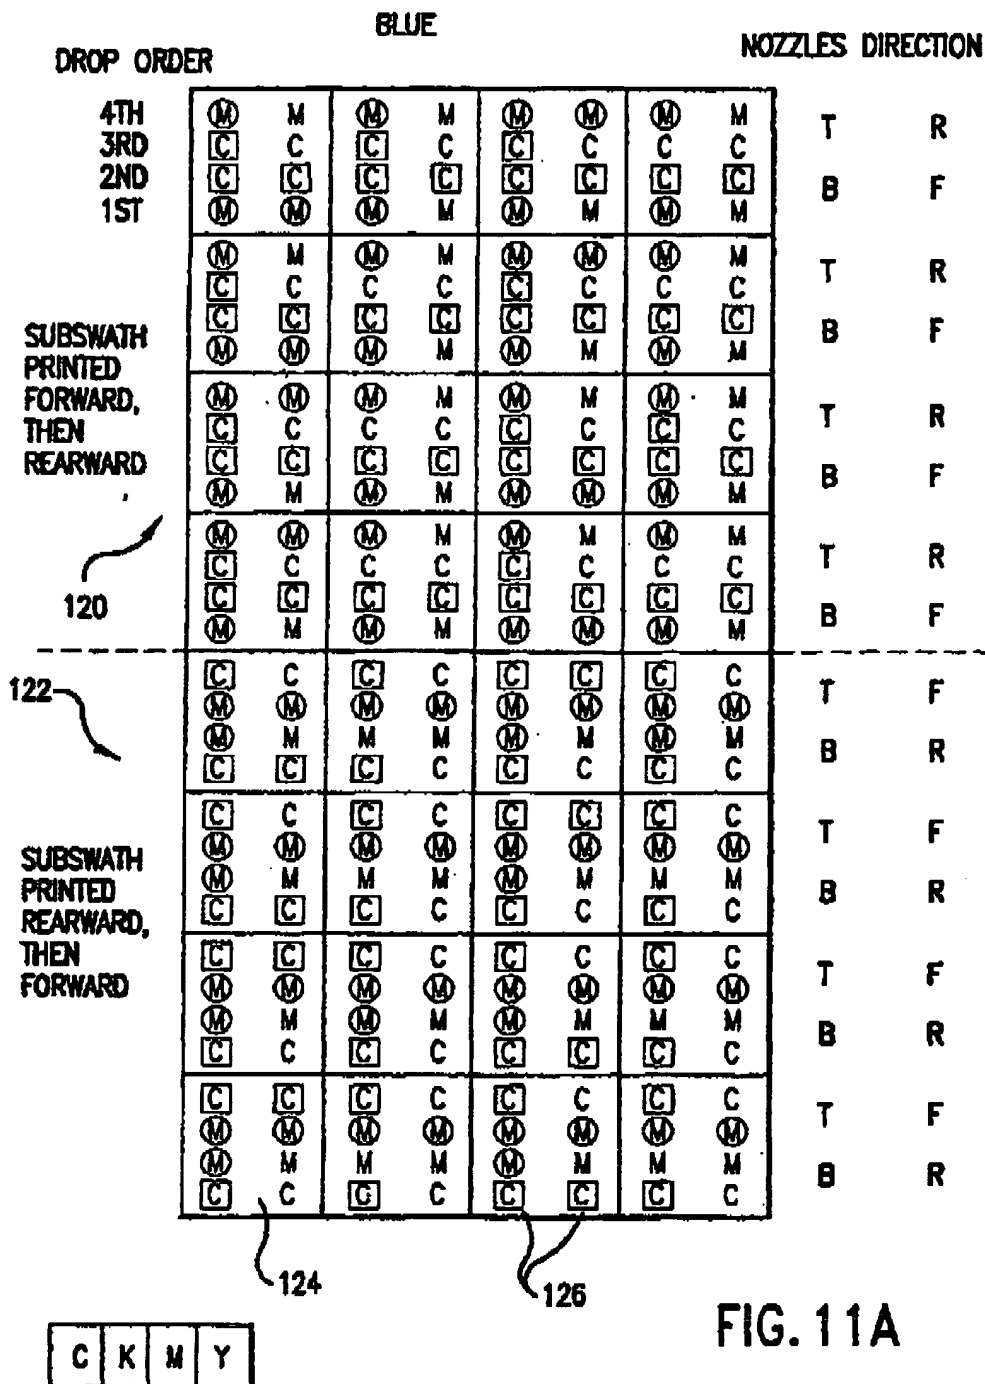 BLUE
DROP ORDER
NOZZLES DIRECTION
4TH M M M M M M M M T R
3RD C C C C C C C C
2ND C C C C C C C C B F
1ST M M M M M M M M
M M M M M M M M T R
C C C C C C C C
C C C C C C C C B F
M M M M M M M M
SUBSWATH
PRINTED
FORWARD,
THEN
REARWARD
M M M M M M M M T R
C C C C C C C C
C C C C C C C C B F
M M M M M M M M
M M M M M M M M T R
C C C C C C C C
C C C C C C C C B F
M M M M M M M M
120
122
C C C C C C C C T F
M M M M M M M M
M M M M M M M M B R
C C C C C C C C
C C C C C C C C T F
M M M M M M M M
M M M M M M M M B R
C C C C C C C C
SUBSWATH
PRINTED
REARWARD,
THEN
FORWARD
C C C C C C C C T F
M M M M M M M M
M M M M M M M M B R
C C C C C C C C
C C C C C C C C T F
M M M M M M M M
M M M M M M M M B R
C C C C C C C C
124
126
FIG. 11A
C K M Y